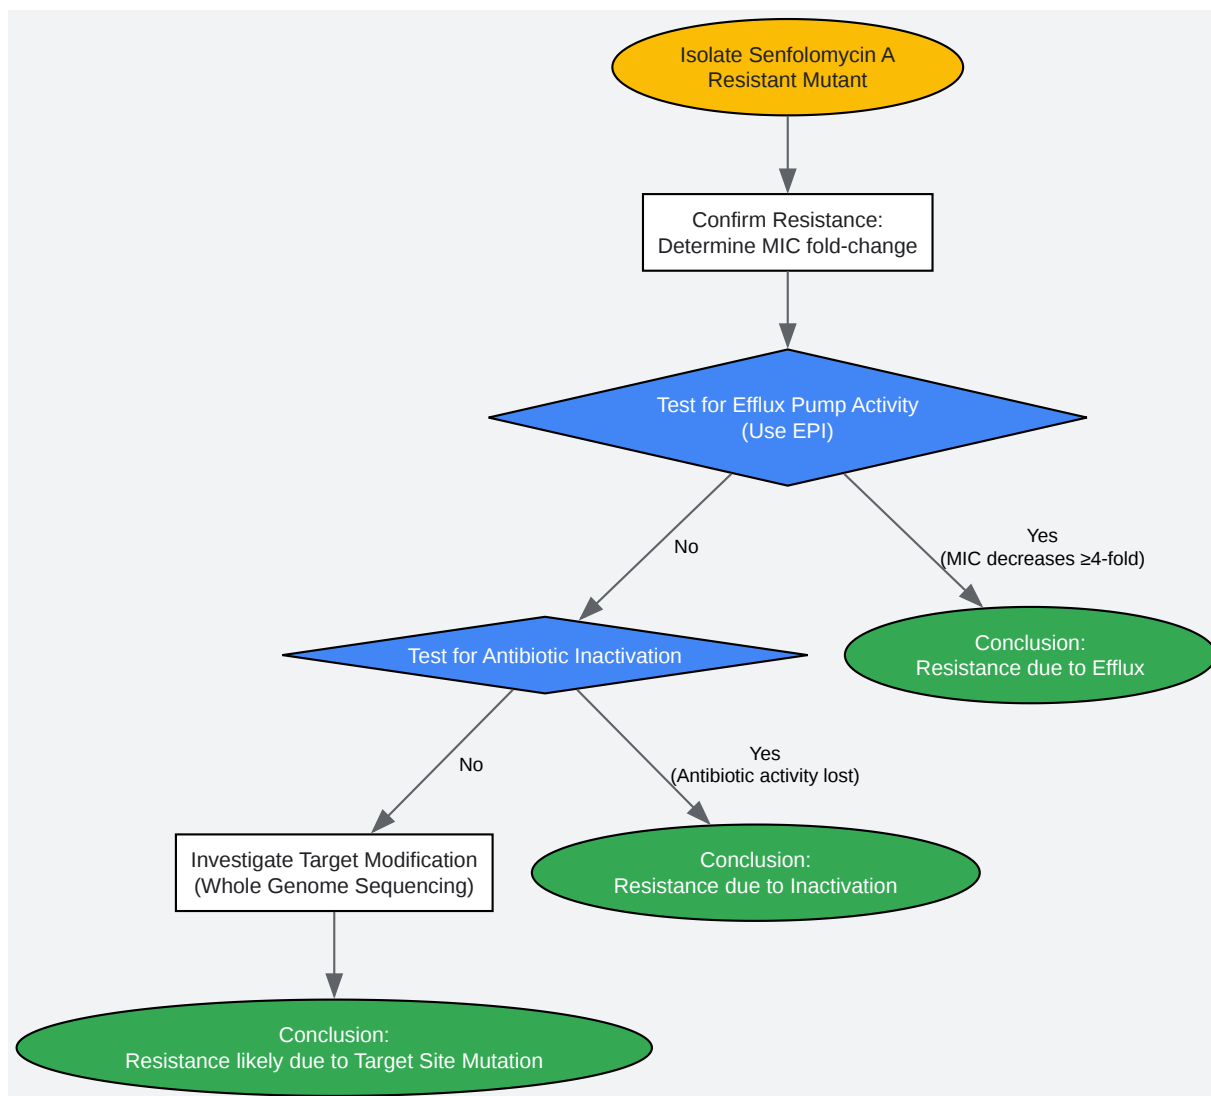 Isolate Senfolomycin A
Resistant Mutant
Confirm Resistance:
Determine MIC fold-change
Test for Efflux Pump Activity
(Use EPI)
No
Yes
(MIC decreases ≥4-fold)
Test for Antibiotic Inactivation
Conclusion:
Resistance due to Efflux
No
Yes
(Antibiotic activity lost)
Investigate Target Modification
(Whole Genome Sequencing)
Conclusion:
Resistance due to Inactivation
Conclusion:
Resistance likely due to Target Site Mutation